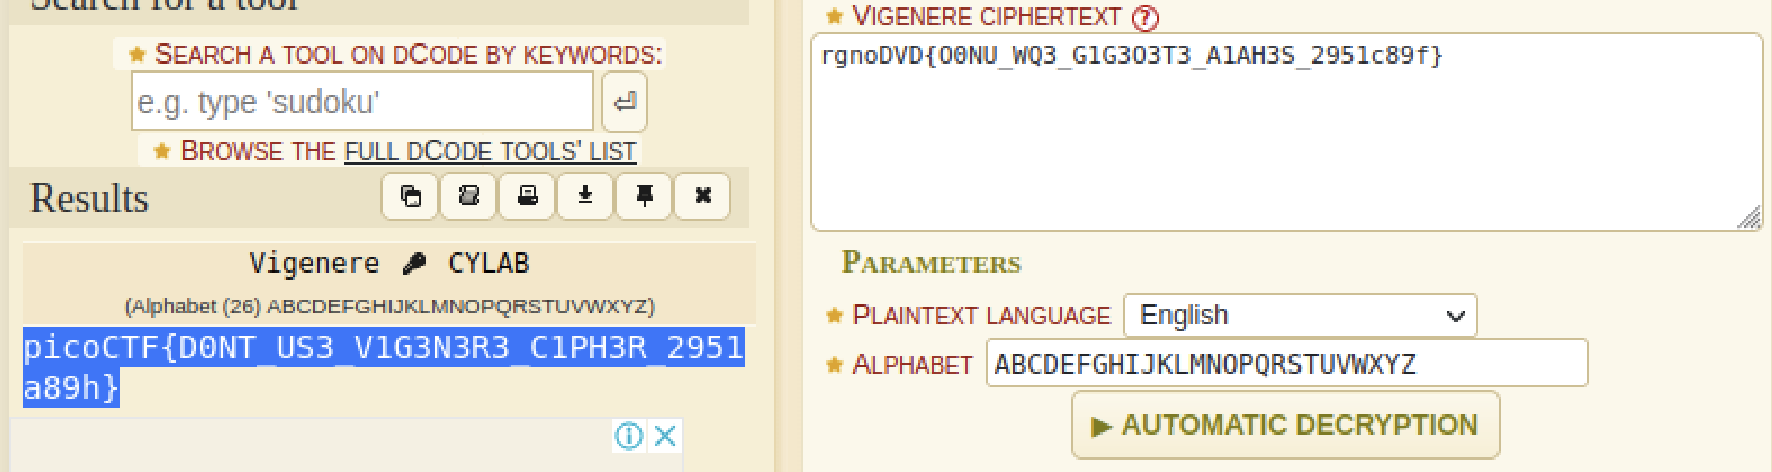 Search for a tool
SEARCH A TOOL ON DCODE BY KEYWORDS:
e.g. type 'sudoku'
BROWSE THE FULL DCODE TOOLS' LIST
Results
Vigenere CYLAB
(Alphabet (26) ABCDEFGHIJKLMNOPQRSTUVWXYZ)
picoCTF{D0NT_US3_V1G3N3R3_C1PH3R_2951
a89h}
VIGENERE CIPHERTEXT ?
rgnoDVD{O0NU_WQ3_G1G3O3T3_A1AH3S_2951c89f}
PARAMETERS
PLAINTEXT LANGUAGE English
ALPHABET ABCDEFGHIJKLMNOPQRSTUVWXYZ
▶ AUTOMATIC DECRYPTION